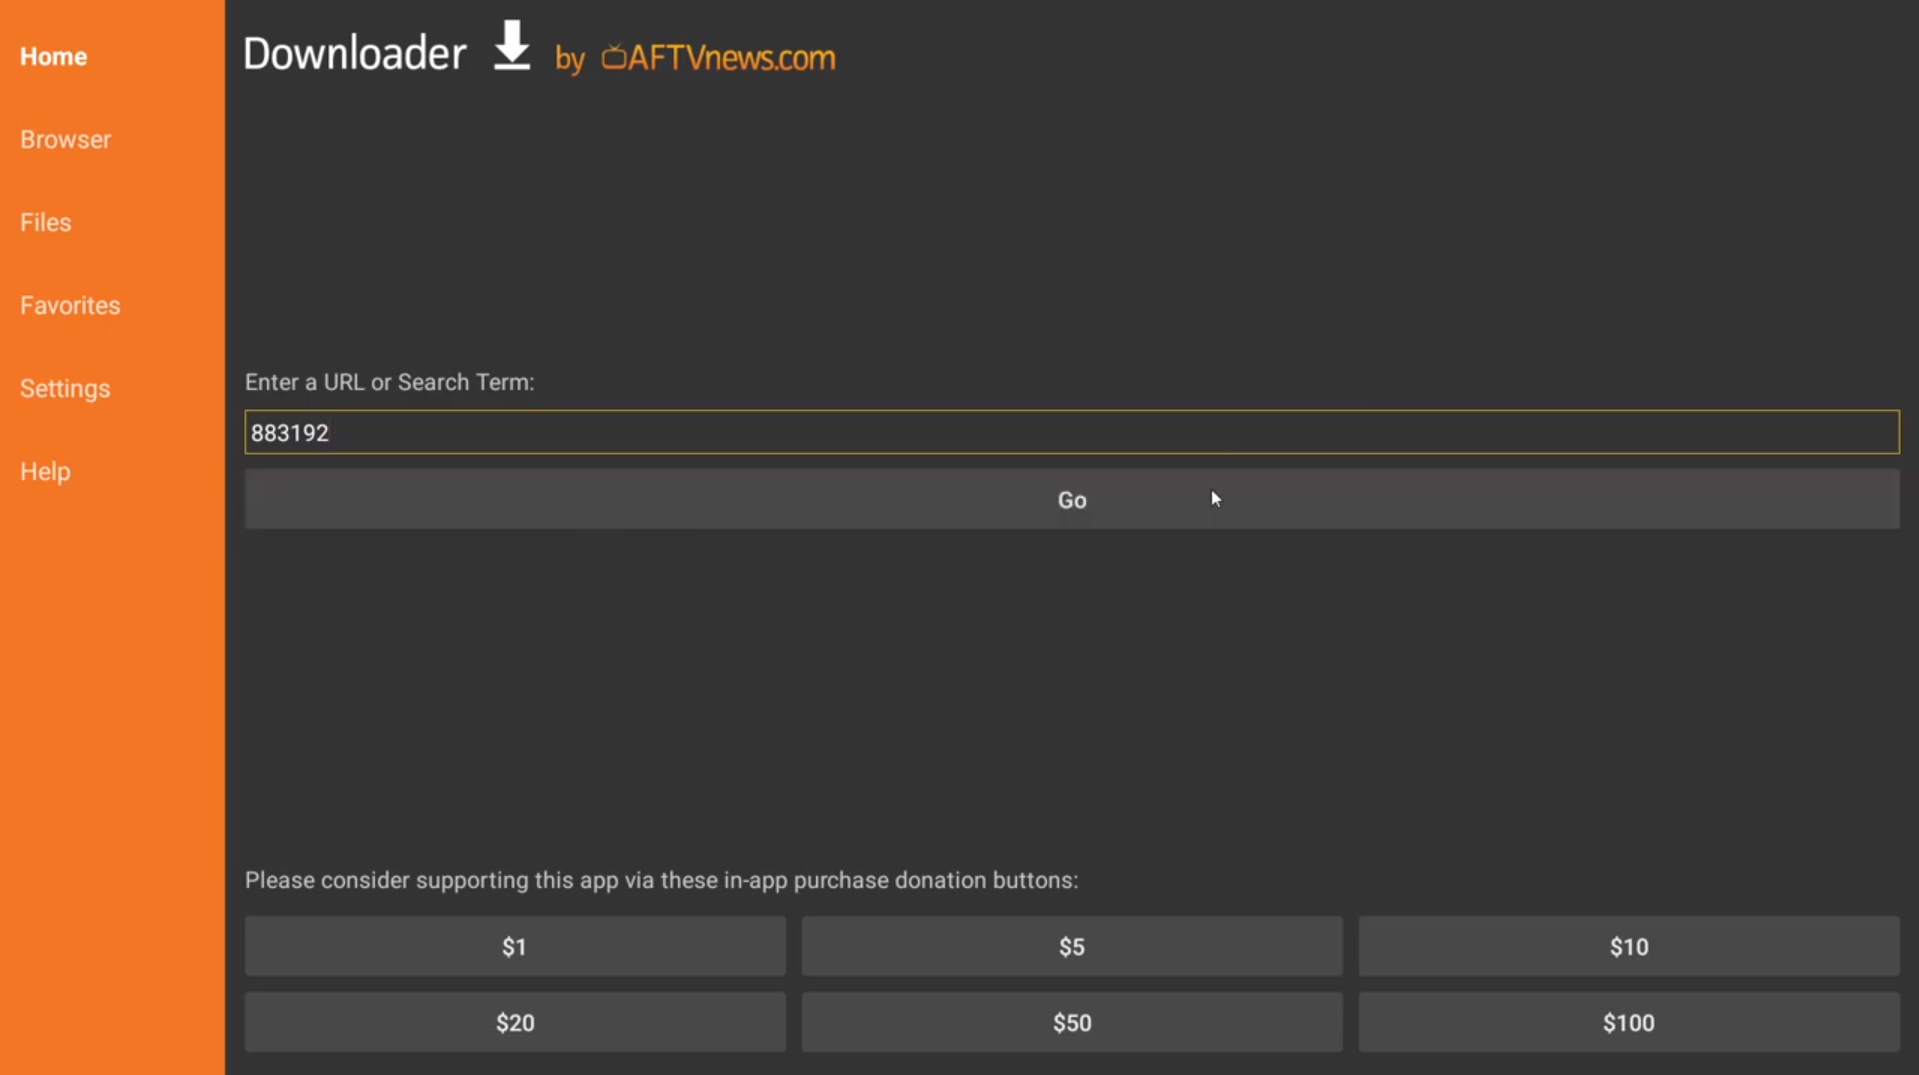 Home
Browser
Files
Favorites
Settings
Help
Downloader by AFTVnews.com
Enter a URL or Search Term:
883192
Go
Please consider supporting this app via these in-app purchase donation buttons:
$1 $5 $10
$20 $50 $100